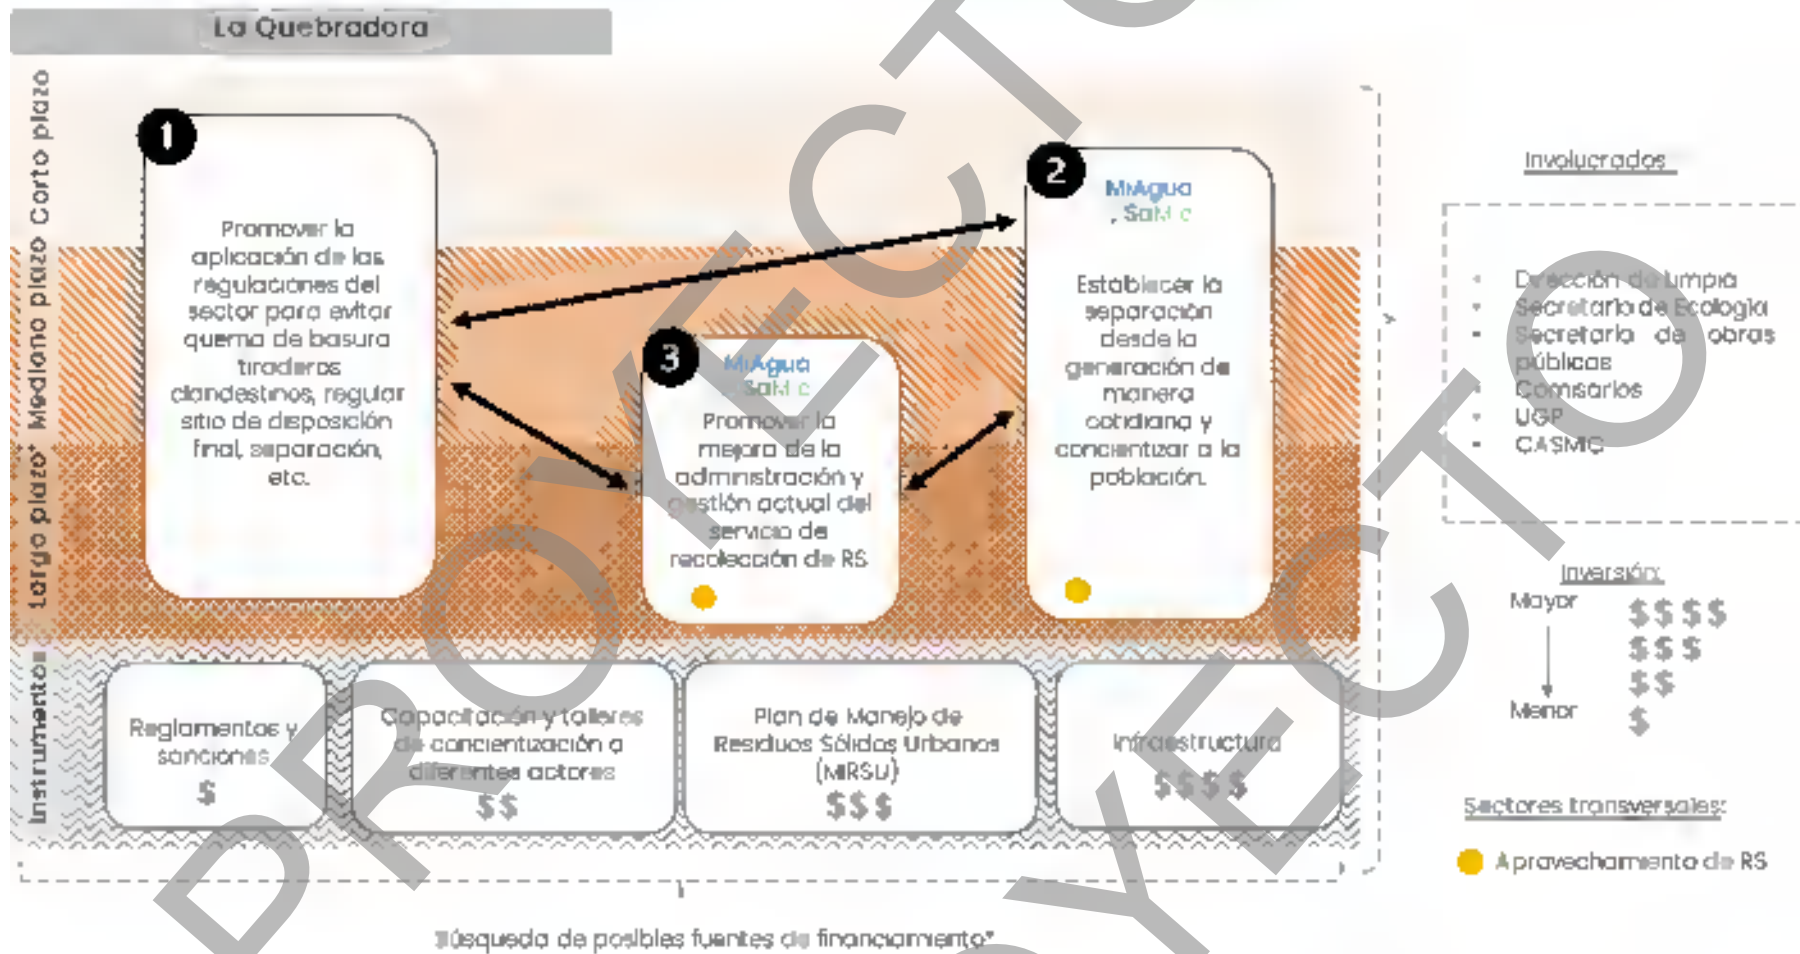 La Quebradora
Corto plazo
Mediano plazo
Largo plazo*
Instrumentos
1
Promover la
aplicación de las
regulaciones del
sector para evitar
quema de basura
tiraderos
clandestinos, regular
sitio de disposición
final, separación,
etc.
2
MiAgua
, SaMi c
Establecer la
separación
desde la
generación de
manera
cotidiana y
concientizar a la
población.
3
MiAgua
SaMi c
Promover la
mejora de la
administración y
gestión actual del
servicio de
recolección de RS
Reglamentos y
sanciones
$
Capacitación y talleres
de concientización a
diferentes actores
$$
Plan de Manejo de
Residuos Sólidos Urbanos
(MIRSU)
$$$
Infraestructura
$$$$
Búsqueda de posibles fuentes de financiamiento*
Involucrados
Dirección de limpia
Secretaría de Ecología
Secretaría de obras
públicas
Comisarios
UGP
CASMIC
Inversión:
Mayor
$$$$
$$$
$$
Menor
$
Sectores transversales:
Aprovechamiento de RS
PROYECTO
PROYECTO